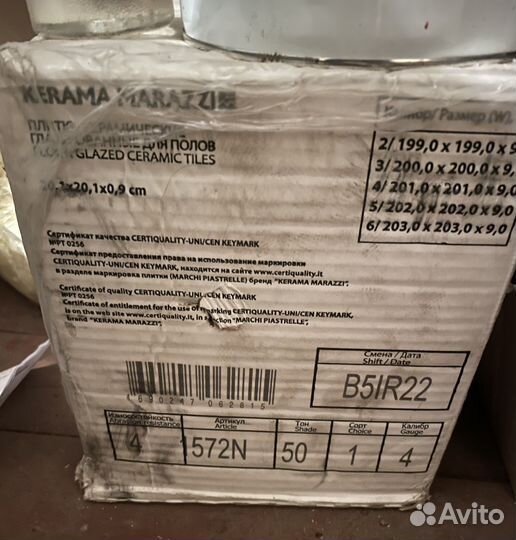 KERAMA MARAZZI
Калибр/ Размер (W),
ПЛИТКИ КЕРАМИЧЕСКИЕ
ГЛАЗУРОВАННЫЕ ДЛЯ ПОЛОВ
GLAZED CERAMIC TILES
20,1x20,1x0,9 cm
2/ 199,0 x 199,0 x 9
3/ 200,0 x 200,0 x 9,
4/ 201,0 x 201,0 x 9,0
5/ 202,0 x 202,0 x 9,0
6/ 203,0 x 203,0 x 9,0
Сертификат качества CERTIQUALITY-UNI/CEN KEYMARK
№PT 0256
Сертификат предоставления права на использование маркировки
CERTIQUALITY-UNI/CEN KEYMARK, находится на сайте www.certiquality.it
в разделе маркировка плитки (MARCHI PIASTRELLE) бренд "KERAMA MARAZZI".
Certificate of quality CERTIQUALITY-UNI/CEN KEYMARK
№PT 0256
Certificate of entitlement for the use of marking CERTIQUALITY-UNI/CEN KEYMARK,
is on the web site www.certiquality.it, in section "MARCHI PIASTRELLE",
brand "KERAMA MARAZZI".
4 690247 062615
Смена / Дата
Shift / Date
B5IR22
Износостойкость
Abrasion resistance
4
Артикул
Article
1572N
Тон
Shade
50
Сорт
Choice
1
Калибр
Gauge
4
Avito